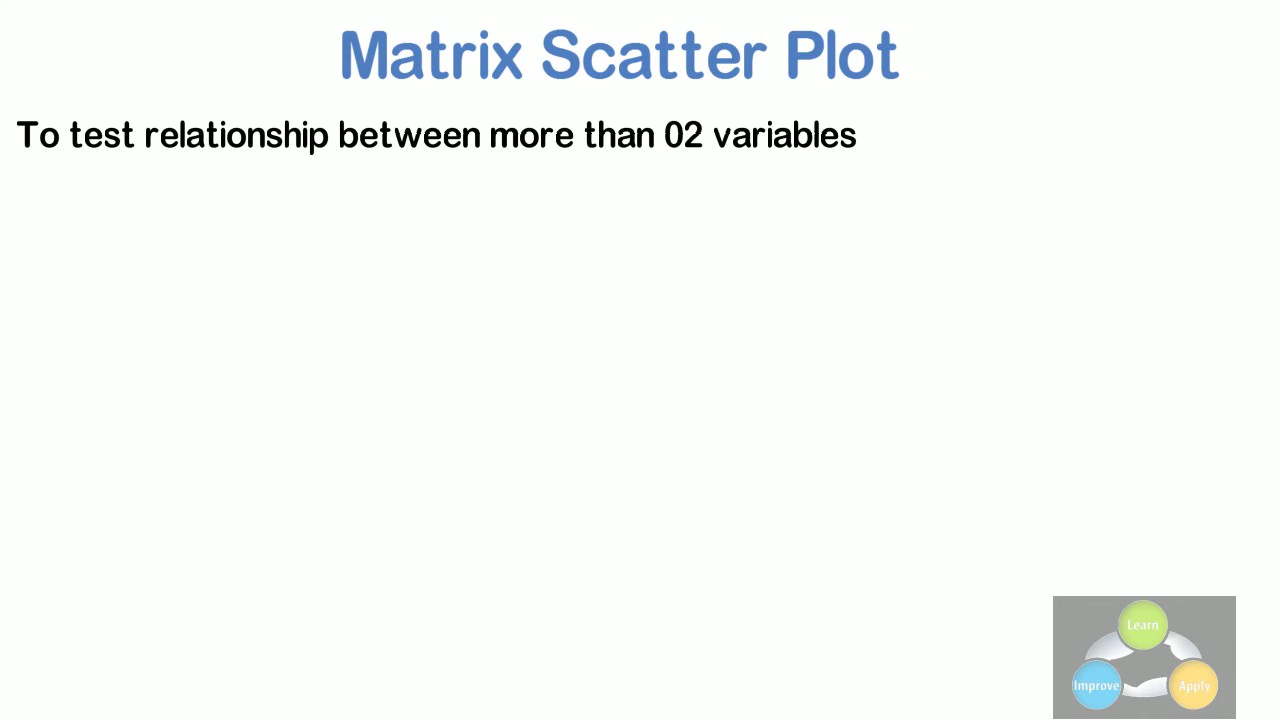 Matrix Scatter Plot
To test relationship between more than 02 variables
Learn
Improve
Apply